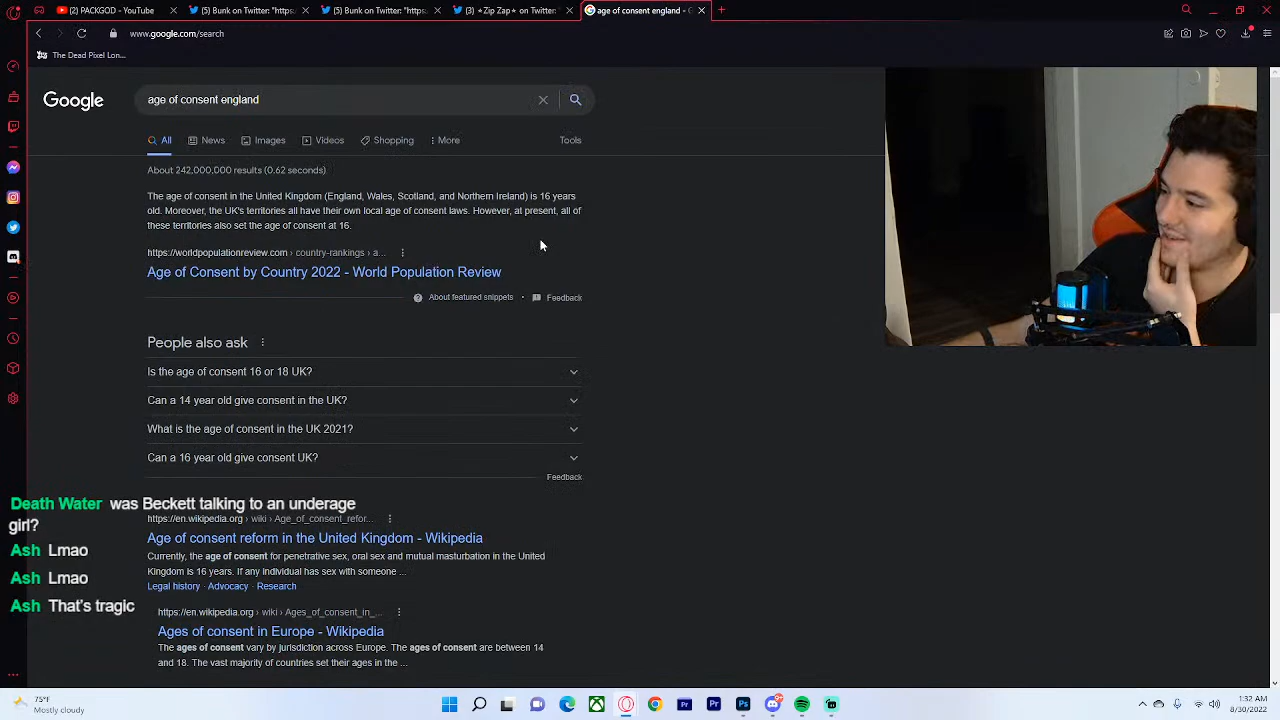 PACKGOD - YouTube
(5) Bunk on Twitter: "https:
(5) Bunk on Twitter: "https:
(3) ★Zip Zap★ on Twitter:
age of consent england -
www.google.com/search
The Dead Pixel Lon...
Google
age of consent england
All
News
Images
Videos
Shopping
More
Tools
About 242,000,000 results (0.62 seconds)
The age of consent in the United Kingdom (England, Wales, Scotland, and Northern Ireland) is 16 years
old. Moreover, the UK's territories all have their own local age of consent laws. However, at present, all of
these territories also set the age of consent at 16.
https://worldpopulationreview.com › country-rankings › a...
Age of Consent by Country 2022 - World Population Review
About featured snippets • Feedback
People also ask
Is the age of consent 16 or 18 UK?
Can a 14 year old give consent in the UK?
What is the age of consent in the UK 2021?
Can a 16 year old give consent UK?
Feedback
Death Water was Beckett talking to an underage
girl?
https://en.wikipedia.org › wiki › Age_of_consent_refor...
Age of consent reform in the United Kingdom - Wikipedia
Ash Lmao
Currently, the age of consent for penetrative sex, oral sex and mutual masturbation in the United
Kingdom is 16 years. If any individual has sex with someone ...
Ash Lmao
Legal history · Advocacy · Research
Ash That's tragic
https://en.wikipedia.org › wiki › Ages_of_consent_in_...
Ages of consent in Europe - Wikipedia
The ages of consent vary by jurisdiction across Europe. The ages of consent are between 14
and 18. The vast majority of countries set their ages in the ...
75°F
Mostly cloudy
1:32 AM
8/30/2022